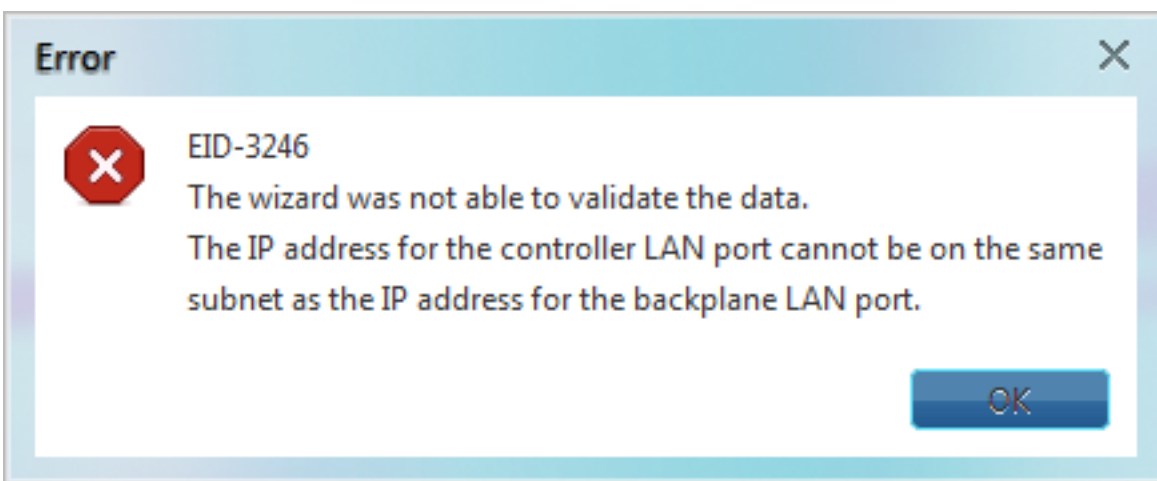 Error
EID-3246
The wizard was not able to validate the data.
The IP address for the controller LAN port cannot be on the same
subnet as the IP address for the backplane LAN port.
OK